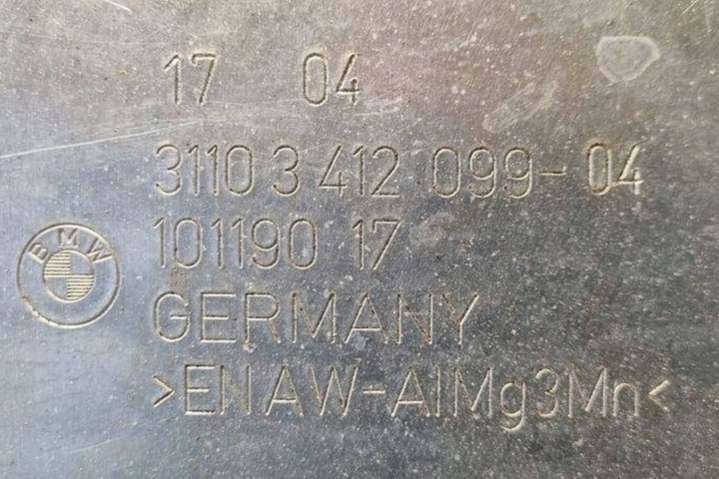 17 04
3110 3 412 099-04
101190 17
BMW
GERMANY
>EN AW-AlMg3Mn<